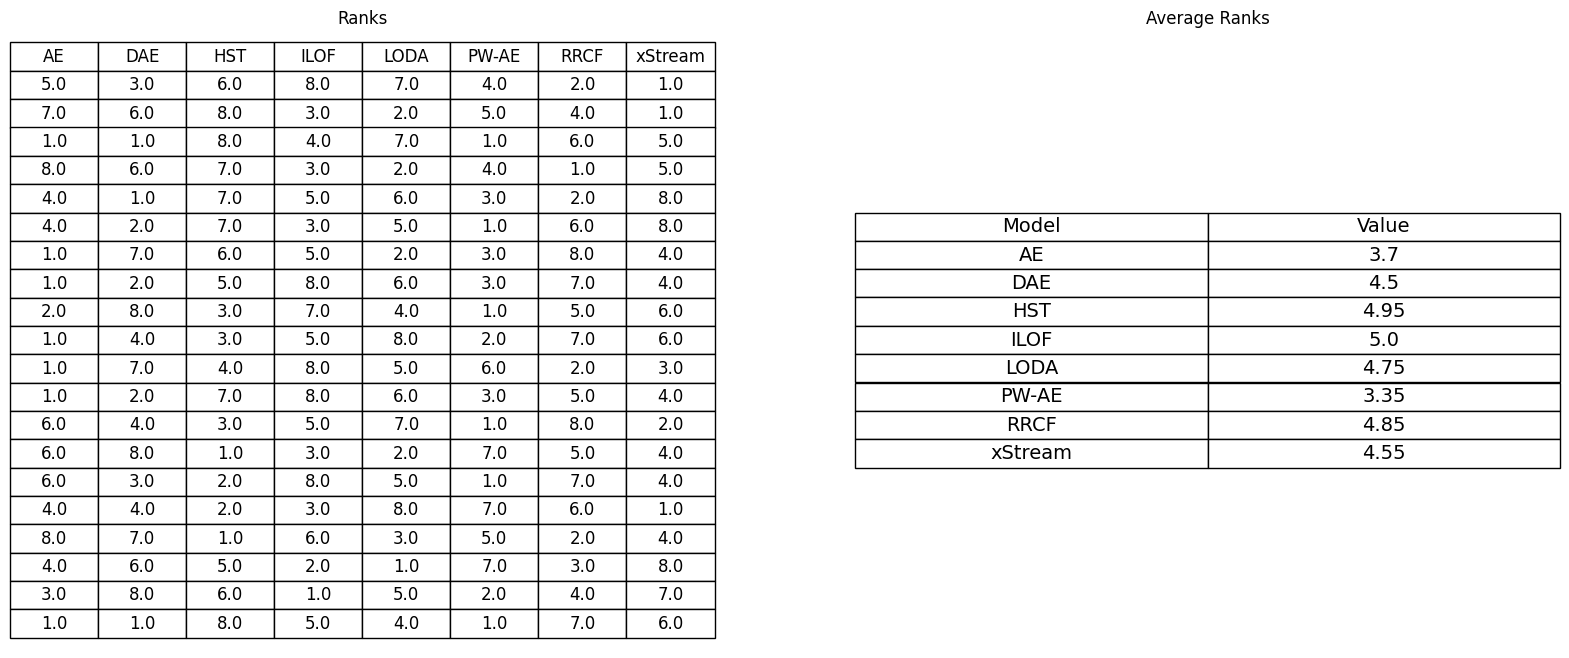 Ranks
AE DAE HST ILOF LODA PW-AE RRCF xStream
5.0 3.0 6.0 8.0 7.0 4.0 2.0 1.0
7.0 6.0 8.0 3.0 2.0 5.0 4.0 1.0
1.0 1.0 8.0 4.0 7.0 1.0 6.0 5.0
8.0 6.0 7.0 3.0 2.0 4.0 1.0 5.0
4.0 1.0 7.0 5.0 6.0 3.0 2.0 8.0
4.0 2.0 7.0 3.0 5.0 1.0 6.0 8.0
1.0 7.0 6.0 5.0 2.0 3.0 8.0 4.0
1.0 2.0 5.0 8.0 6.0 3.0 7.0 4.0
2.0 8.0 3.0 7.0 4.0 1.0 5.0 6.0
1.0 4.0 3.0 5.0 8.0 2.0 7.0 6.0
1.0 7.0 4.0 8.0 5.0 6.0 2.0 3.0
1.0 2.0 7.0 8.0 6.0 3.0 5.0 4.0
6.0 4.0 3.0 5.0 7.0 1.0 8.0 2.0
6.0 8.0 1.0 3.0 2.0 7.0 5.0 4.0
6.0 3.0 2.0 8.0 5.0 1.0 7.0 4.0
4.0 4.0 2.0 3.0 8.0 7.0 6.0 1.0
8.0 7.0 1.0 6.0 3.0 5.0 2.0 4.0
4.0 6.0 5.0 2.0 1.0 7.0 3.0 8.0
3.0 8.0 6.0 1.0 5.0 2.0 4.0 7.0
1.0 1.0 8.0 5.0 4.0 1.0 7.0 6.0
Average Ranks
Model Value
AE 3.7
DAE 4.5
HST 4.95
ILOF 5.0
LODA 4.75
PW-AE 3.35
RRCF 4.85
xStream 4.55